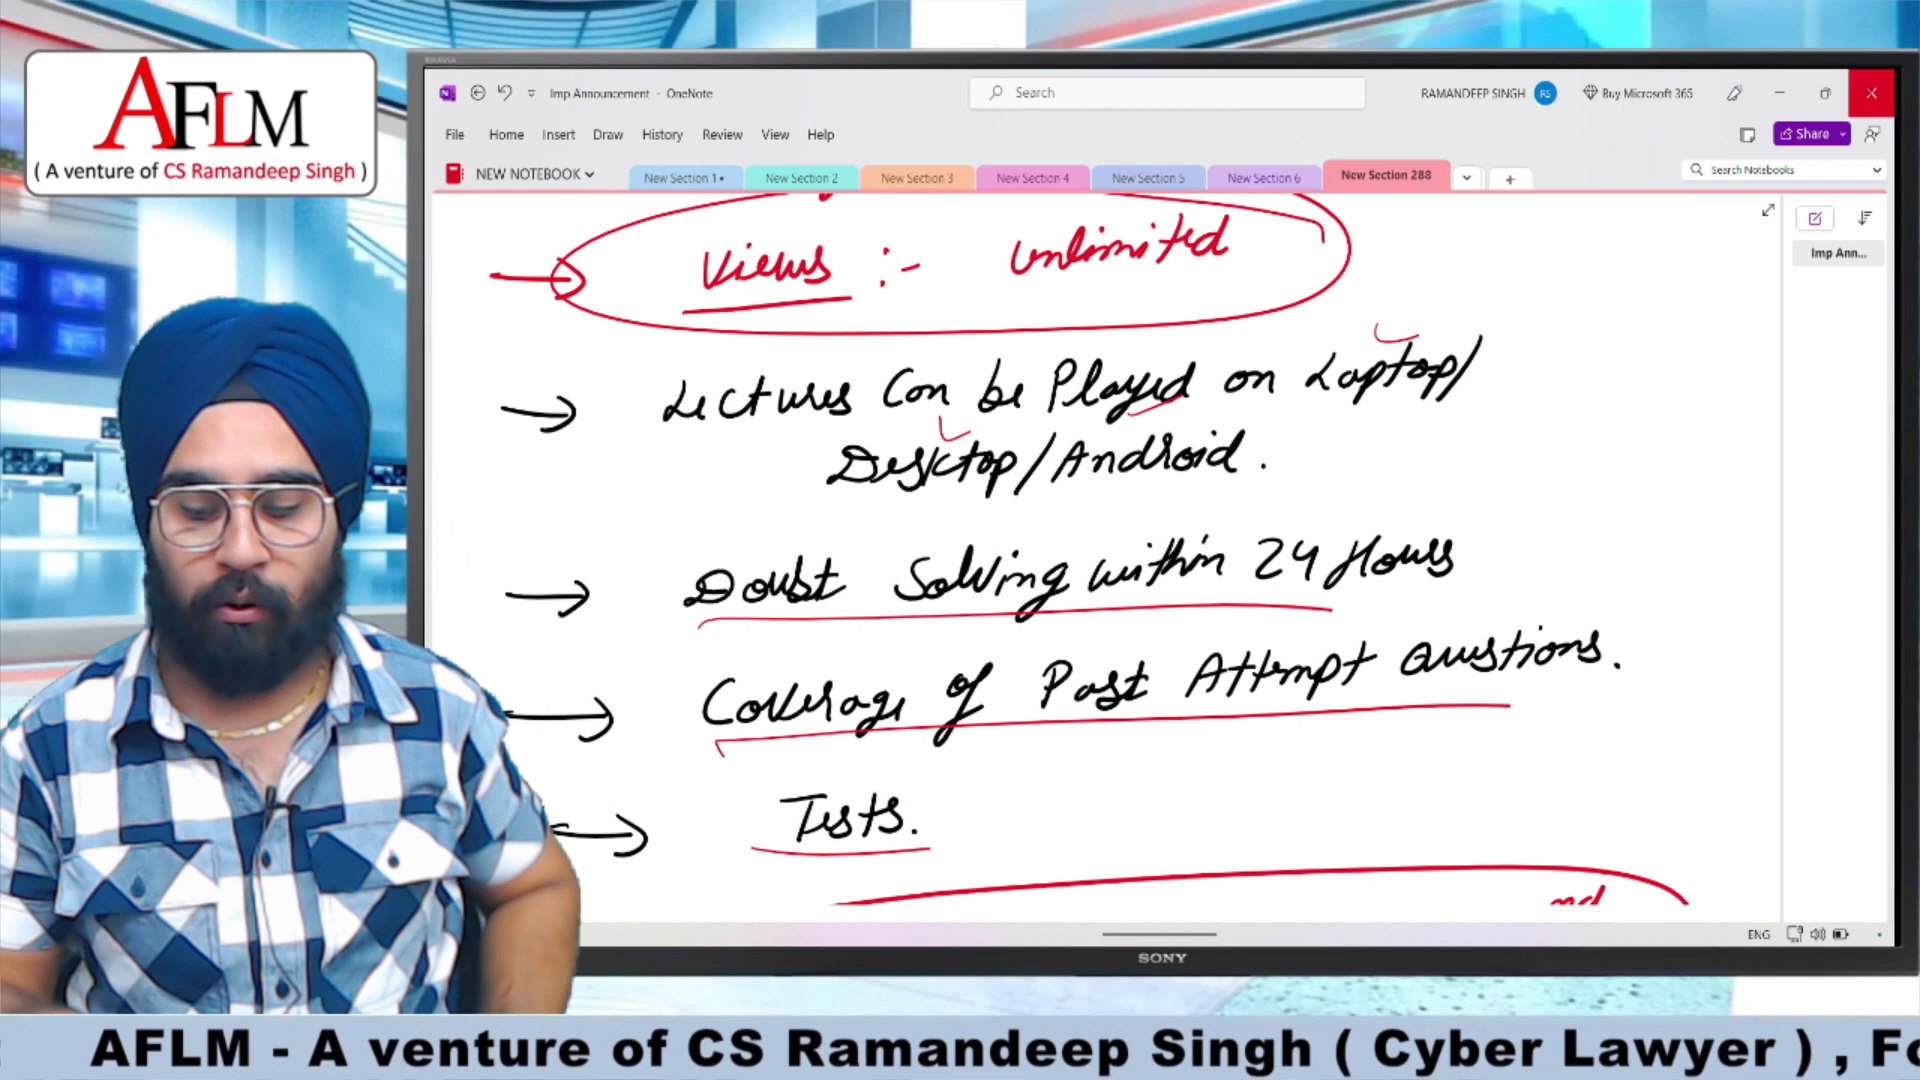 BRAVIA
AFLM
( A venture of CS Ramandeep Singh )
Imp Announcement - OneNote
Search
RAMANDEEP SINGH
RS
Buy Microsoft 365
File
Home
Insert
Draw
History
Review
View
Help
Share
NEW NOTEBOOK
New Section 1
New Section 2
New Section 3
New Section 4
New Section 5
New Section 6
New Section 288
Search Notebooks
Imp Ann...
→ Views :- Unlimited
→ Lectures Can be Played on Laptop/
Desktop/Android.
→ Doubt Solving within 24 Hours
→ Coverage of Past Attempt Questions.
→ Tests.
ENG
SONY
AFLM - A venture of CS Ramandeep Singh ( Cyber Lawyer ) , Fo